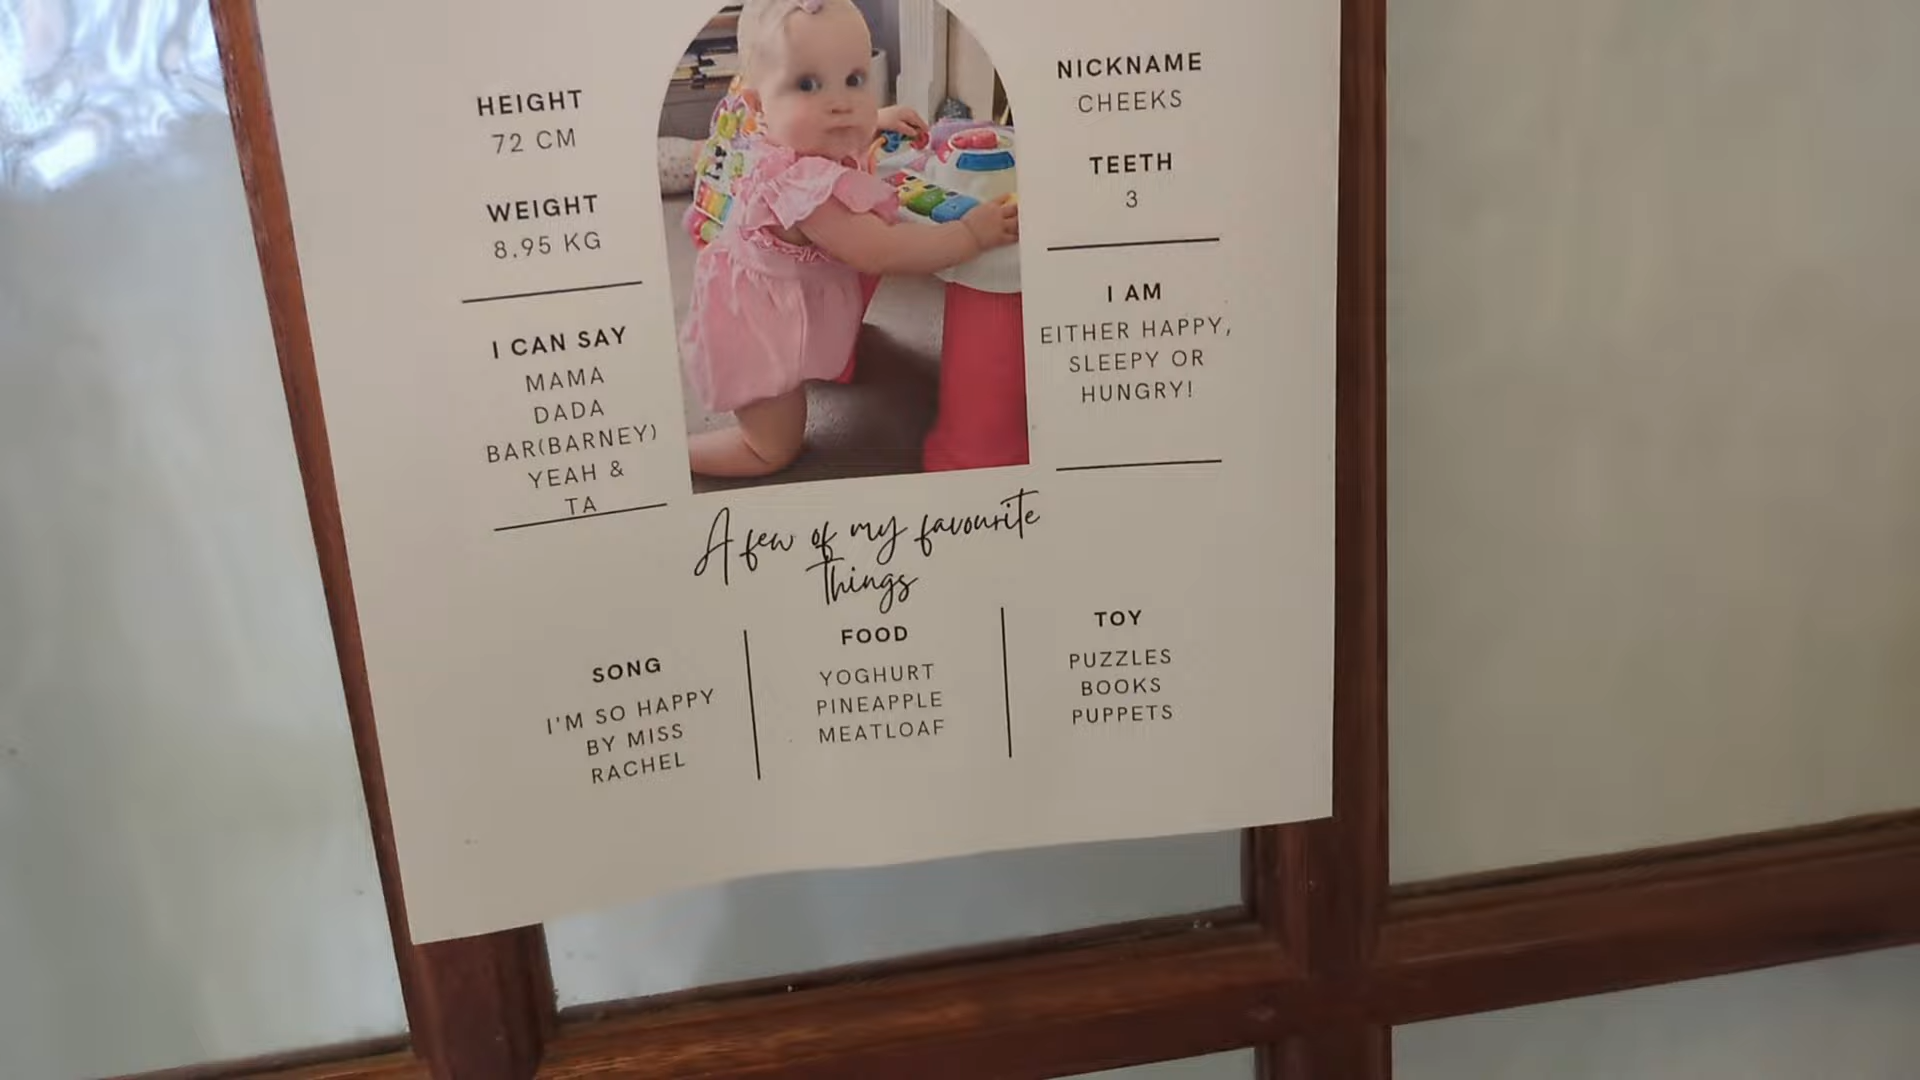 HEIGHT
72 CM
WEIGHT
8.95 KG
I CAN SAY
MAMA
DADA
BAR(BARNEY)
YEAH &
TA
NICKNAME
CHEEKS
TEETH
3
I AM
EITHER HAPPY,
SLEEPY OR
HUNGRY!
A few of my favourite
things
SONG
I'M SO HAPPY
BY MISS
RACHEL
FOOD
YOGHURT
PINEAPPLE
MEATLOAF
TOY
PUZZLES
BOOKS
PUPPETS